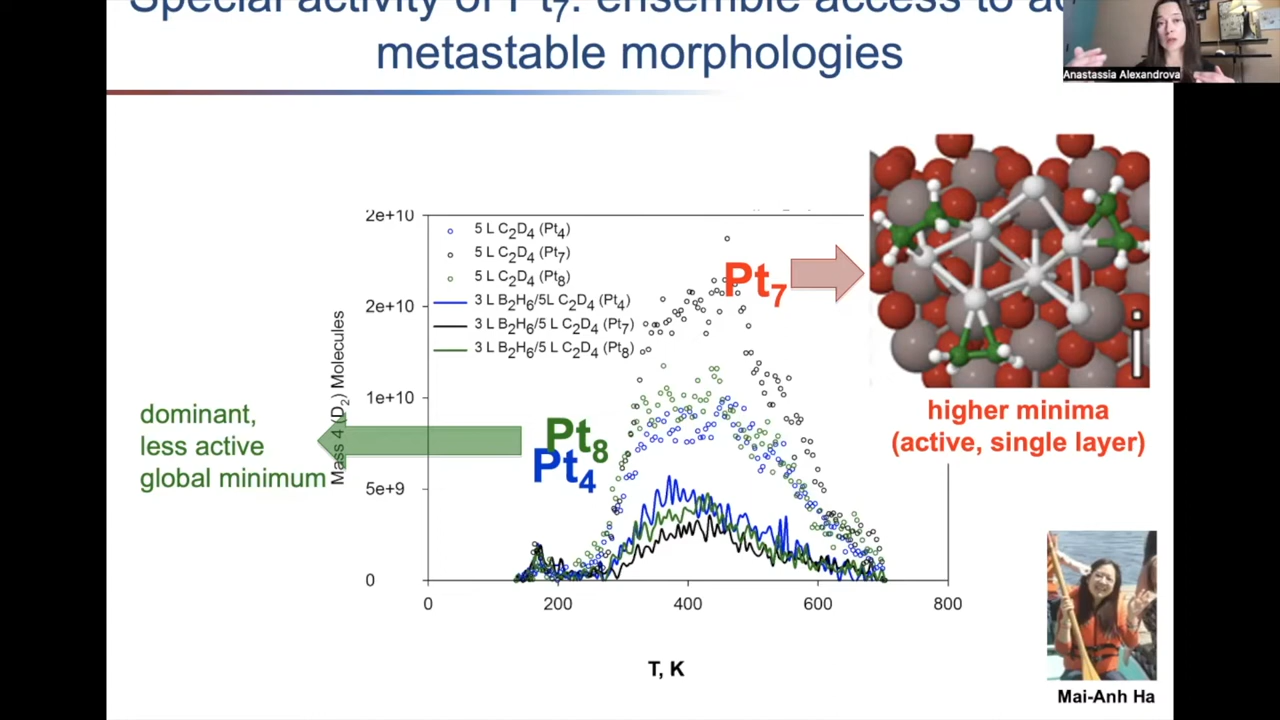 Special activity of Pt7: ensemble access to
metastable morphologies
Anastassia Alexandrova
2e+10
5 L C2D4 (Pt4)
5 L C2D4 (Pt7)
5 L C2D4 (Pt8)
2e+10
3 L B2H6/5L C2D4 (Pt4)
3 L B2H6/5 L C2D4 (Pt7)
3 L B2H6/5 L C2D4 (Pt8)
Pt7
1e+10
Mass 4 (D2) D Molecules
dominant,
less active
global minimum
Pt8
Pt4
5e+9
0
0 200 400 600 800
T, K
i
higher minima
(active, single layer)
Mai-Anh Ha